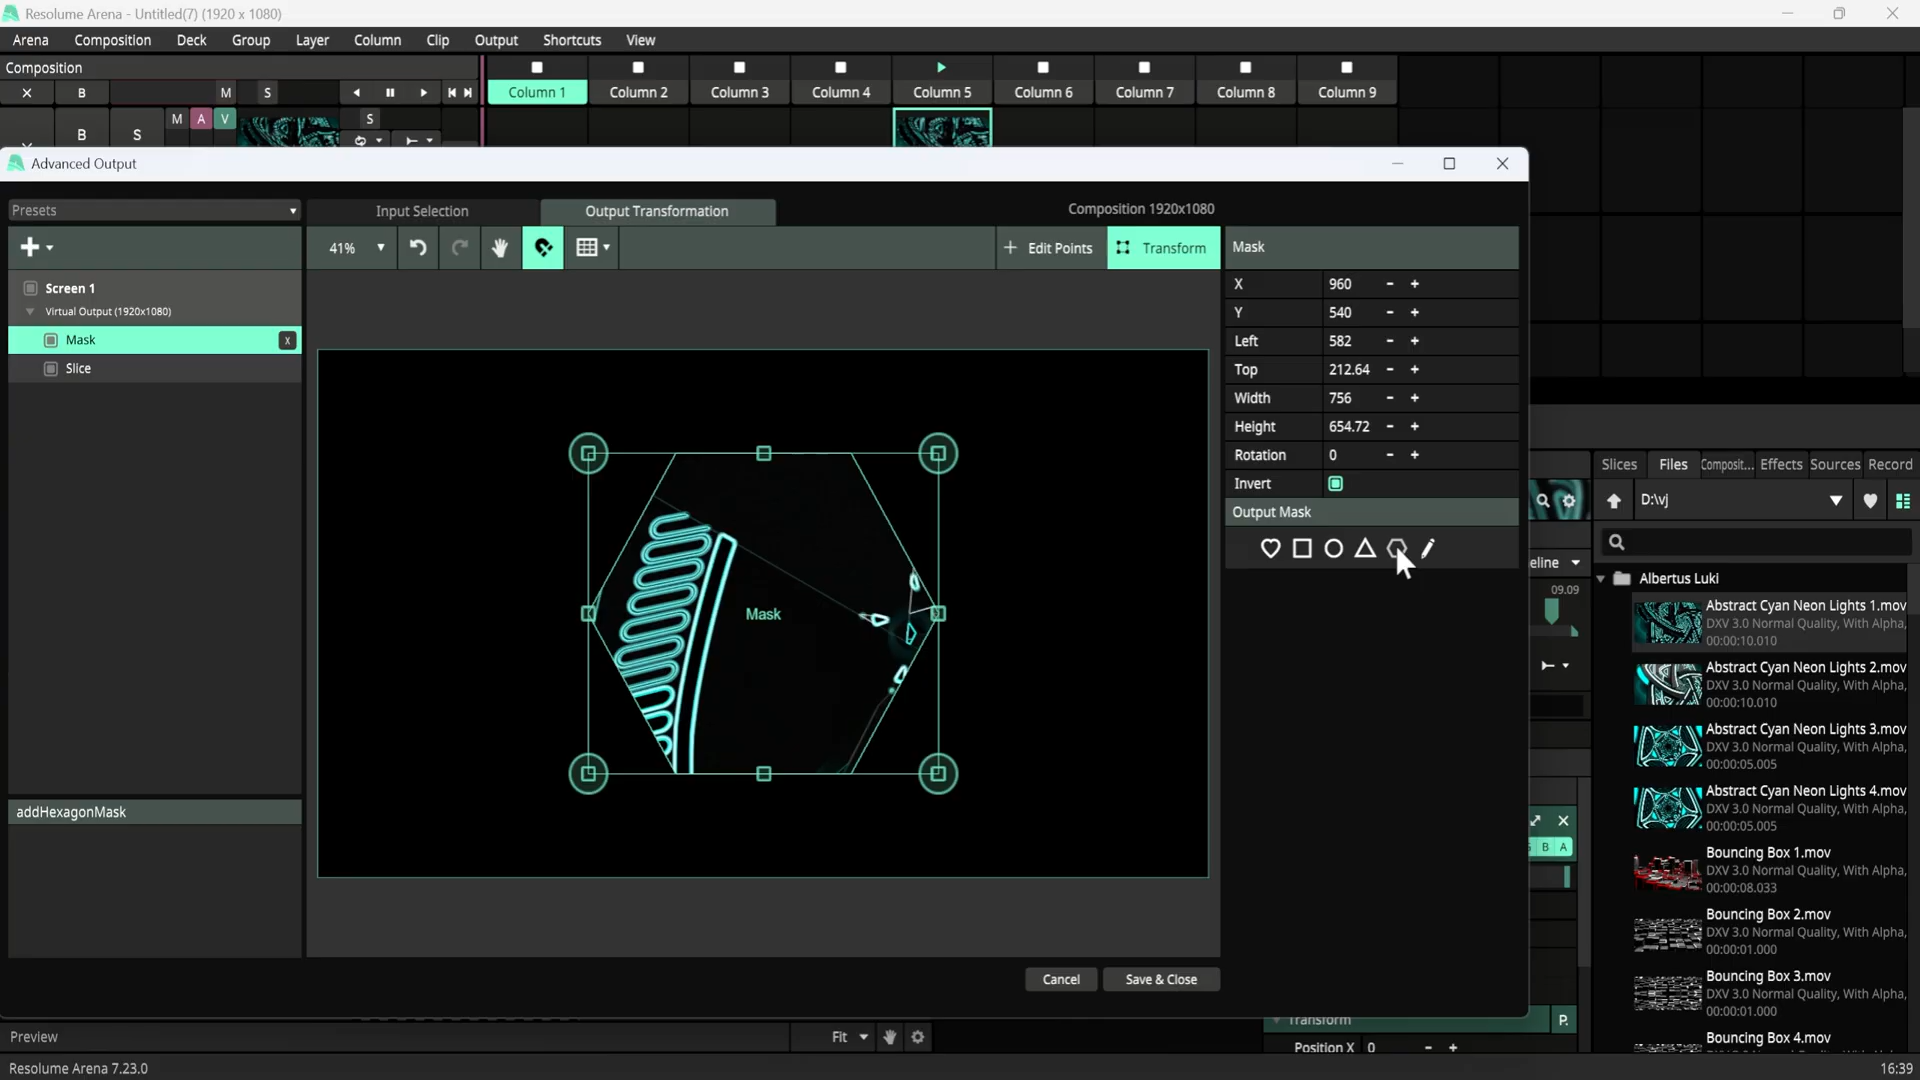 Resolume Arena - Untitled(7) (1920 x 1080)
Arena Composition Deck Group Layer Column Clip Output Shortcuts View
Composition
X B M S Column 1 Column 2 Column 3 Column 4 Column 5 Column 6 Column 7 Column 8 Column 9
M A V S
B S
Advanced Output
Presets
Input Selection Output Transformation Composition 1920x1080
41% Edit Points Transform Mask
Screen 1
Virtual Output (1920x1080)
Mask X
Slice
X 960 - +
Y 540 - +
Left 582 - +
Top 212.64 - +
Width 756 - +
Height 654.72 - +
Rotation 0 - +
Invert
Output Mask
Mask
addHexagonMask
Cancel Save & Close
Slices Files Composit... Effects Sources Record
D:\vj
eline
09.09
Albertus Luki
Abstract Cyan Neon Lights 1.mov
DXV 3.0 Normal Quality, With Alpha,
00:00:10.010
Abstract Cyan Neon Lights 2.mov
DXV 3.0 Normal Quality, With Alpha,
00:00:10.010
Abstract Cyan Neon Lights 3.mov
DXV 3.0 Normal Quality, With Alpha,
00:00:05.005
Abstract Cyan Neon Lights 4.mov
DXV 3.0 Normal Quality, With Alpha,
00:00:05.005
B A
Bouncing Box 1.mov
DXV 3.0 Normal Quality, With Alpha,
00:00:08.033
Bouncing Box 2.mov
DXV 3.0 Normal Quality, With Alpha,
00:00:01.000
Bouncing Box 3.mov
DXV 3.0 Normal Quality, With Alpha,
00:00:01.000
Bouncing Box 4.mov
Transform P.
Position X 0 - +
Preview Fit
Resolume Arena 7.23.0 16:39